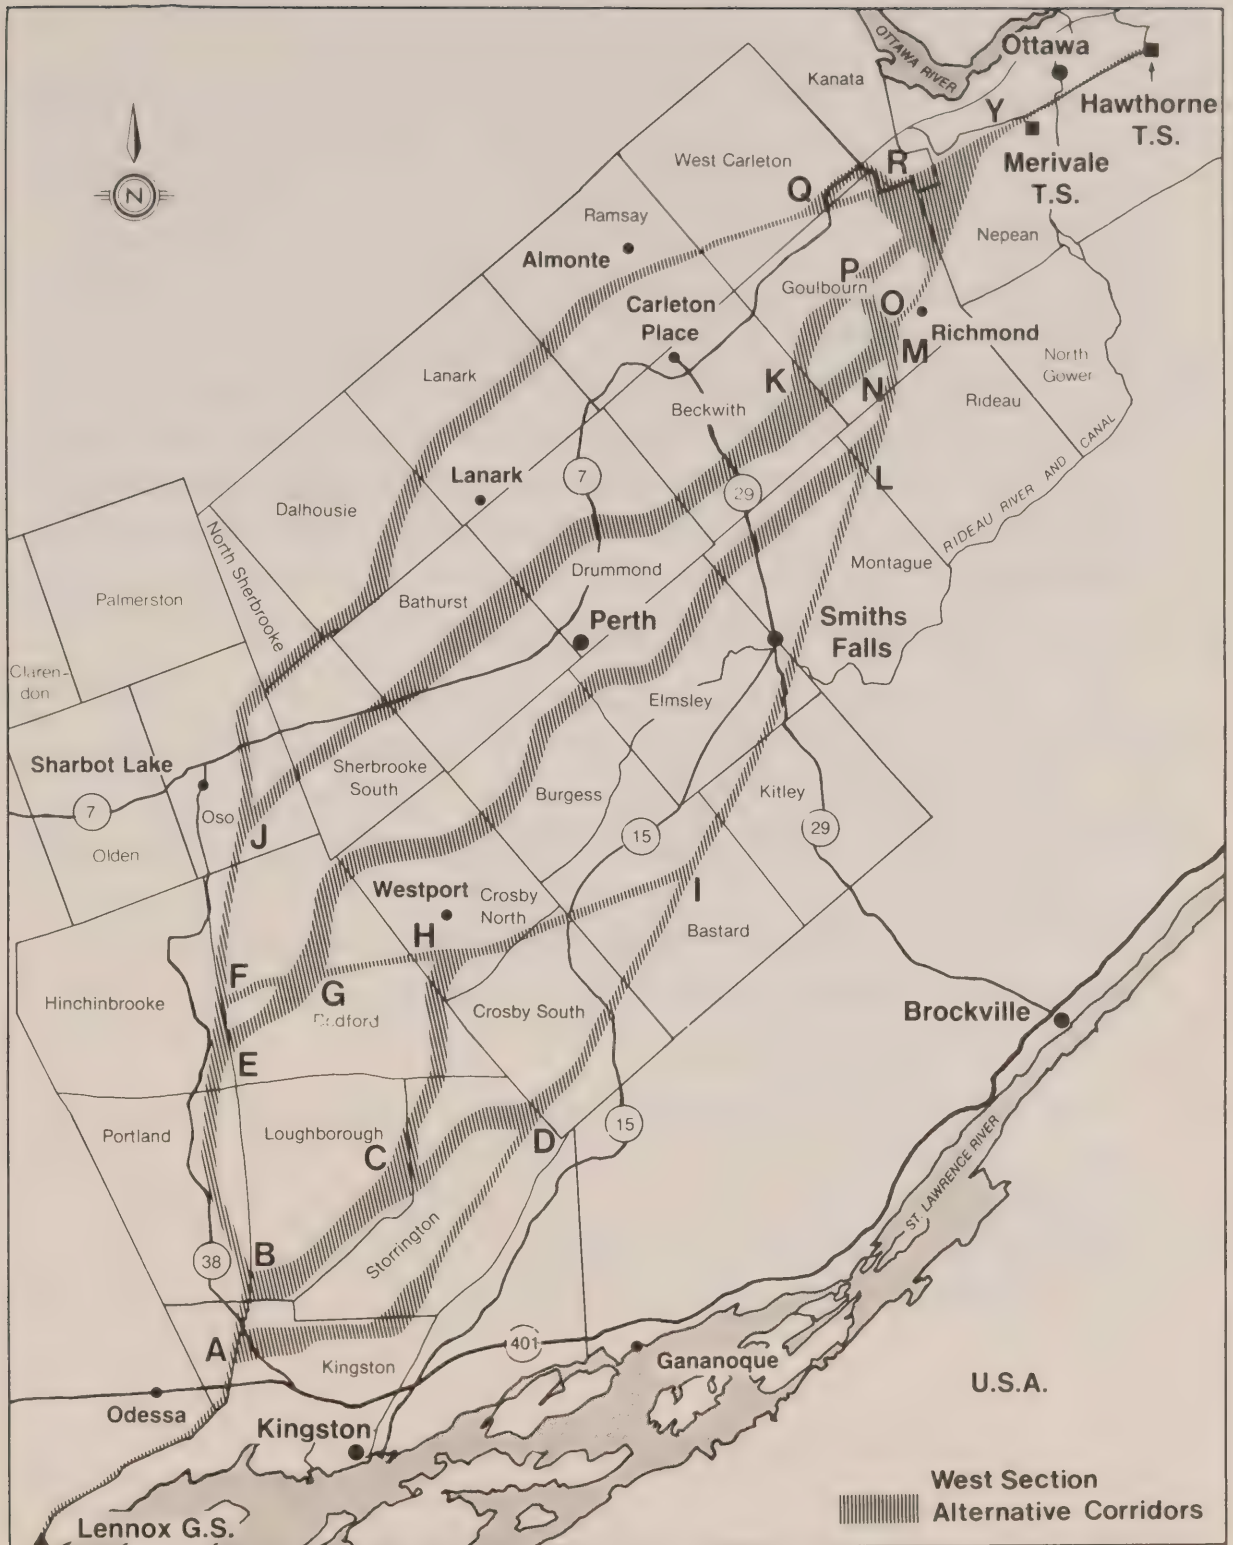 Kanata
OTTAWA RIVER
Ottawa
Hawthorne
T.S.
Y
Merivale
T.S.
N
West Carleton
R
Q
Ramsay
Almonte
Nepean
P
Goulbourn
O
Richmond
Carleton
Place
M
North
Gower
Lanark
K
N
Rideau
Beckwith
RIDEAU RIVER AND CANAL
Lanark
7
29
L
Dalhousie
North Sherbrooke
Montague
Drummond
Palmerston
Bathurst
Perth
Smiths
Falls
Claren-
don
Elmsley
Sharbot Lake
Sherbrooke
South
Burgess
Kitley
7
Oso
J
15
29
Olden
Westport
Crosby
North
I
H
Bastard
F
G
Hinchinbrooke
Bedford
Crosby South
Brockville
E
Portland
Loughborough
C
D
15
ST. LAWRENCE RIVER
B
38
Storrington
A
401
Kingston
Gananoque
U.S.A.
Odessa
Kingston
West Section
Alternative Corridors
Lennox G.S.